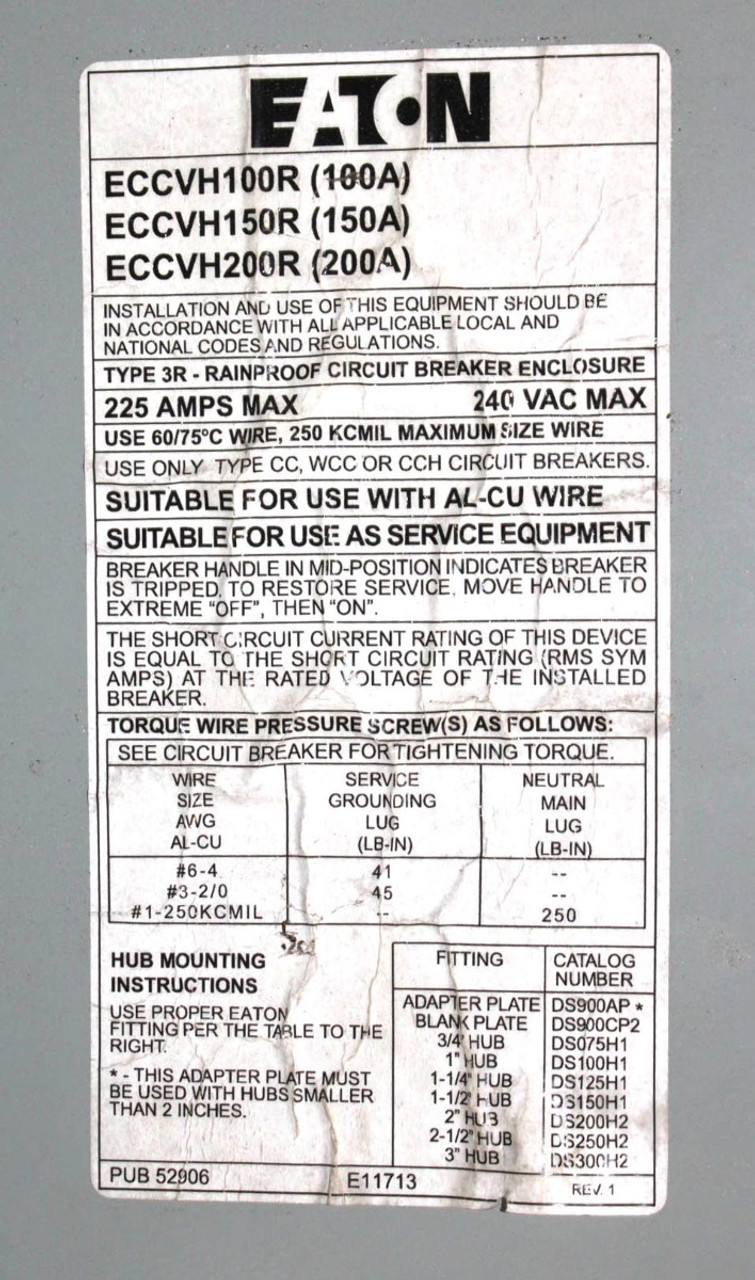 EATON
ECCVH100R (100A)
ECCVH150R (150A)
ECCVH200R (200A)
INSTALLATION AND USE OF THIS EQUIPMENT SHOULD BE
IN ACCORDANCE WITH ALL APPLICABLE LOCAL AND
NATIONAL CODES AND REGULATIONS.
TYPE 3R - RAINPROOF CIRCUIT BREAKER ENCLOSURE
225 AMPS MAX 240 VAC MAX
USE 60/75°C WIRE, 250 KCMIL MAXIMUM SIZE WIRE
USE ONLY TYPE CC, WCC OR CCH CIRCUIT BREAKERS.
SUITABLE FOR USE WITH AL-CU WIRE
SUITABLE FOR USE AS SERVICE EQUIPMENT
BREAKER HANDLE IN MID-POSITION INDICATES BREAKER
IS TRIPPED. TO RESTORE SERVICE, MOVE HANDLE TO
EXTREME “OFF”, THEN “ON”.
THE SHORT CIRCUIT CURRENT RATING OF THIS DEVICE
IS EQUAL TO THE SHORT CIRCUIT RATING (RMS SYM
AMPS) AT THE RATED VOLTAGE OF THE INSTALLED
BREAKER.
TORQUE WIRE PRESSURE SCREW(S) AS FOLLOWS:
SEE CIRCUIT BREAKER FOR TIGHTENING TORQUE.
WIRE SERVICE NEUTRAL
SIZE GROUNDING MAIN
AWG LUG LUG
AL-CU (LB-IN) (LB-IN)
#6-4 41 --
#3-2/0 45 --
#1-250KCMIL -- 250
HUB MOUNTING
INSTRUCTIONS
USE PROPER EATON
FITTING PER THE TABLE TO THE
RIGHT.
* - THIS ADAPTER PLATE MUST
BE USED WITH HUBS SMALLER
THAN 2 INCHES.
FITTING CATALOG
NUMBER
ADAPTER PLATE DS900AP *
BLANK PLATE DS900CP2
3/4" HUB DS075H1
1" HUB DS100H1
1-1/4" HUB DS125H1
1-1/2" HUB DS150H1
2" HUB DS200H2
2-1/2" HUB DS250H2
3" HUB DS300H2
PUB 52906 E11713 REV. 1